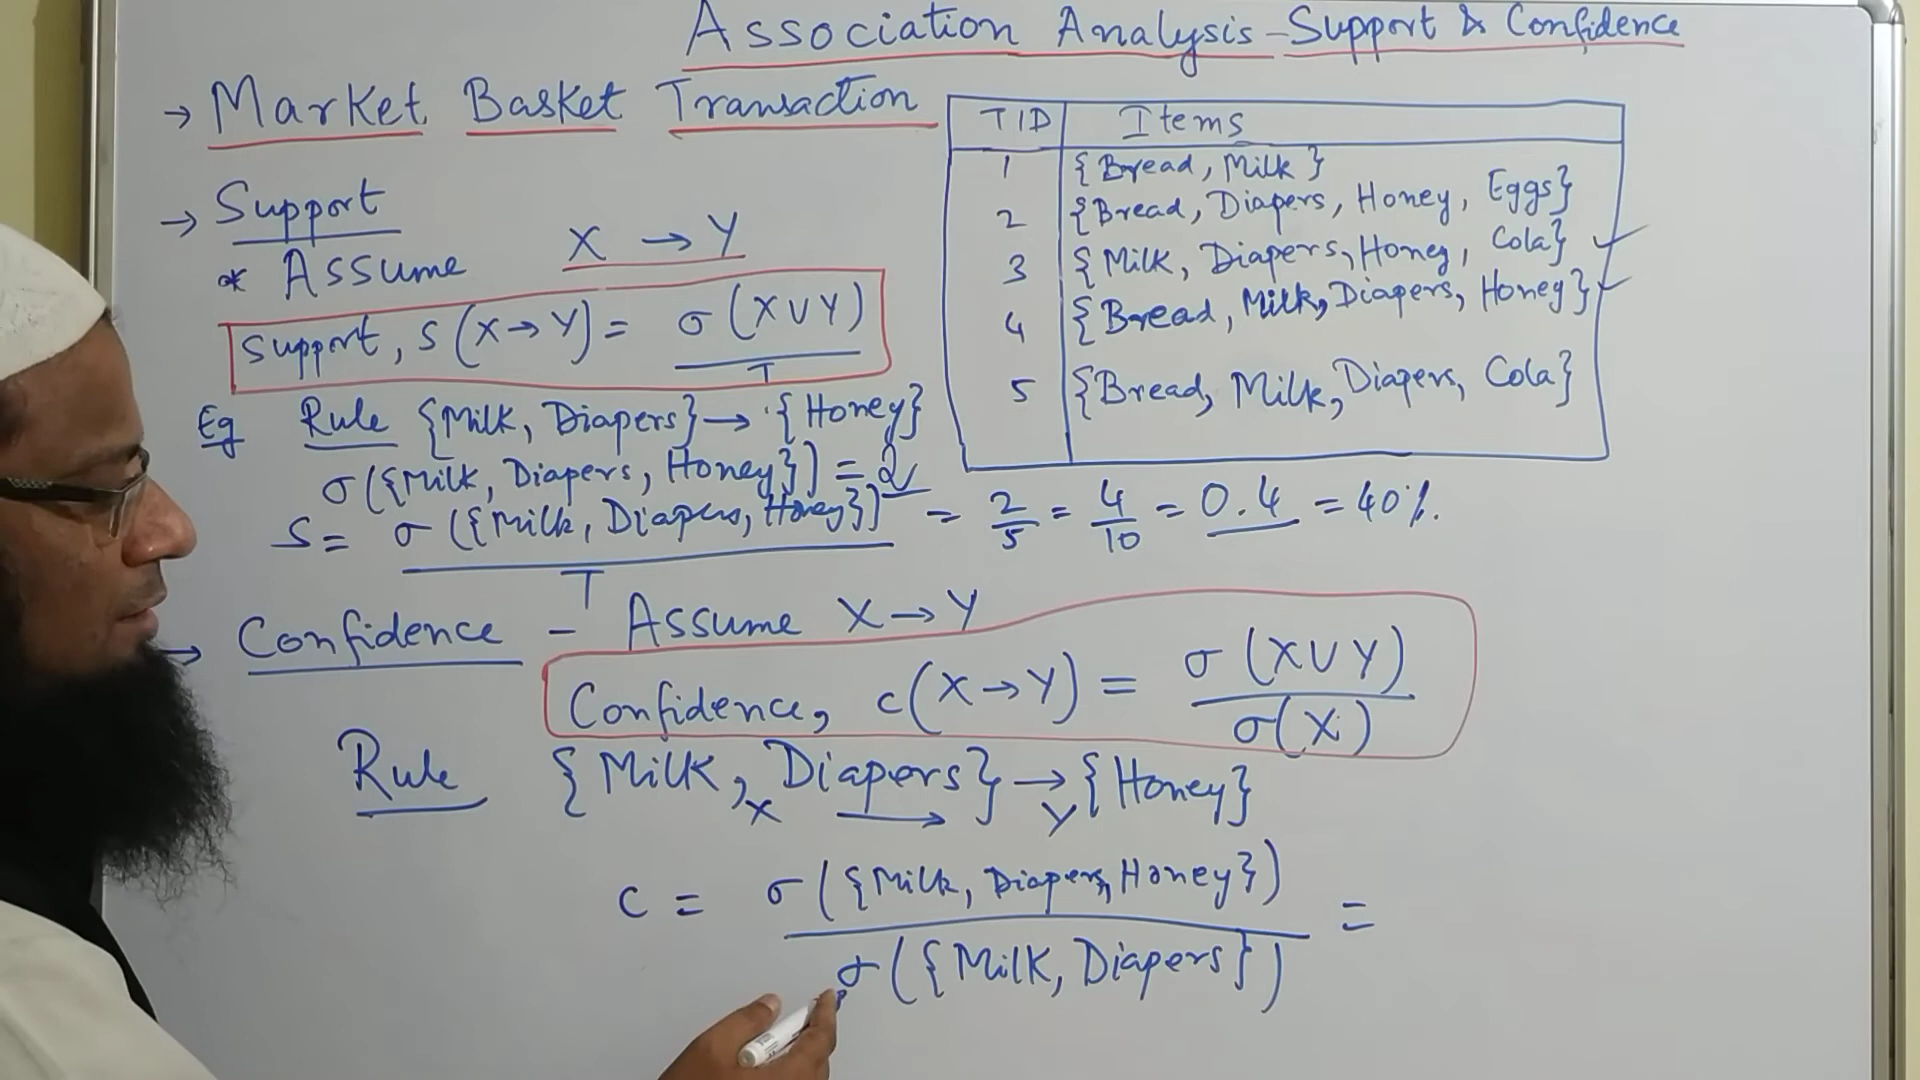 Association Analysis - Support & Confidence
→ Market Basket Transaction
TID Items
1 {Bread, Milk}
2 {Bread, Diapers, Honey, Eggs}
3 {Milk, Diapers, Honey, Cola} ✓
4 {Bread, Milk, Diapers, Honey} ✓
5 {Bread, Milk, Diapers, Cola}
→ Support
* Assume X → Y
Support, s (X → Y) = σ (X ∪ Y) / T
Eg Rule {Milk, Diapers} → {Honey}
σ ({Milk, Diapers, Honey}) = 2
S = σ ({Milk, Diapers, Honey}) / T = 2/5 = 4/10 = 0.4 = 40%.
→ Confidence - Assume X → Y
Confidence, c(X → Y) = σ (X ∪ Y) / σ(X)
Rule {Milk, Diapers} → {Honey}
X → Y
c = σ ({Milk, Diapers, Honey}) / σ ({Milk, Diapers}) =